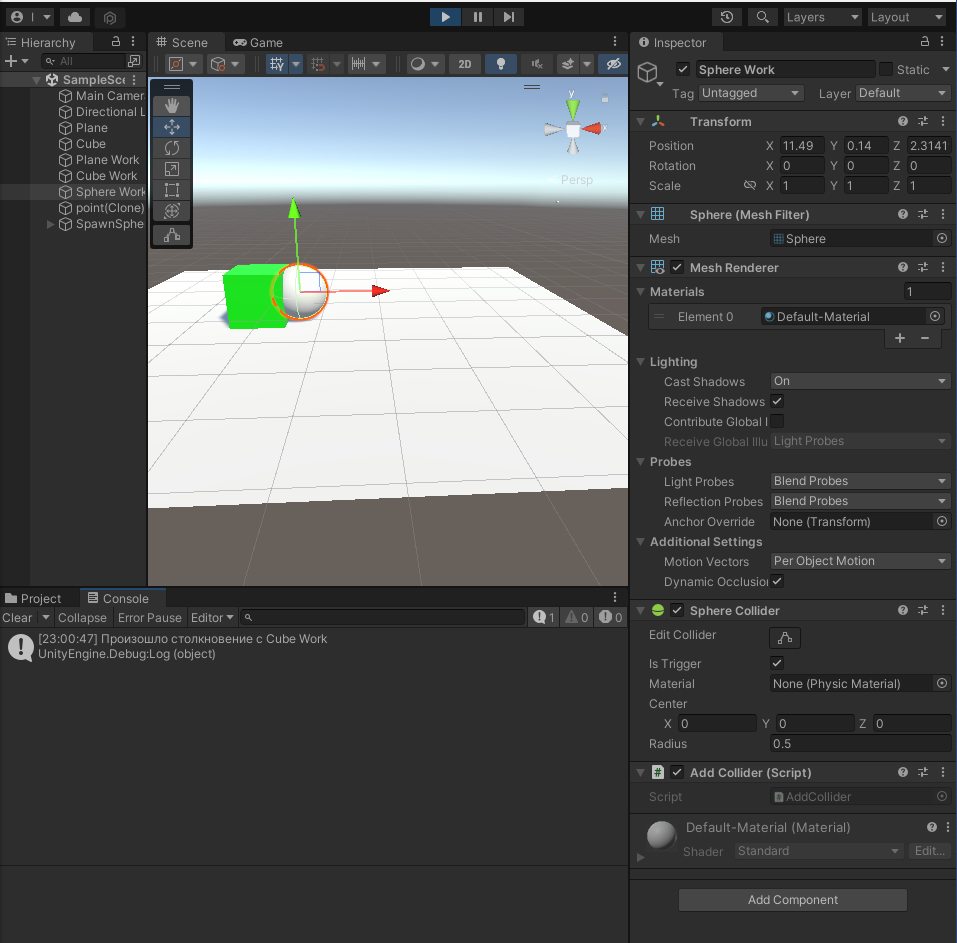 Layers
Layout
Hierarchy
All
SampleSce
Main Camer
Directional L
Plane
Cube
Plane Work
Cube Work
Sphere Work
point(Clone)
SpawnSphe
Scene
Game
2D
y
x
Persp
Inspector
Sphere Work
Static
Tag Untagged
Layer Default
Transform
Position X 11.49 Y 0.14 Z 2.3141
Rotation X 0 Y 0 Z 0
Scale X 1 Y 1 Z 1
Sphere (Mesh Filter)
Mesh Sphere
Mesh Renderer
Materials 1
Element 0 Default-Material
+ −
Lighting
Cast Shadows On
Receive Shadows
Contribute Global I
Receive Global Illu Light Probes
Probes
Light Probes Blend Probes
Reflection Probes Blend Probes
Anchor Override None (Transform)
Additional Settings
Motion Vectors Per Object Motion
Dynamic Occlusion
Sphere Collider
Edit Collider
Is Trigger
Material None (Physic Material)
Center
X 0 Y 0 Z 0
Radius 0.5
# Add Collider (Script)
Script # AddCollider
Default-Material (Material)
Shader Standard Edit...
Add Component
Project
Console
Clear Collapse Error Pause Editor 1 0 0
[23:00:47] Произошло столкновение с Cube Work
UnityEngine.Debug:Log (object)